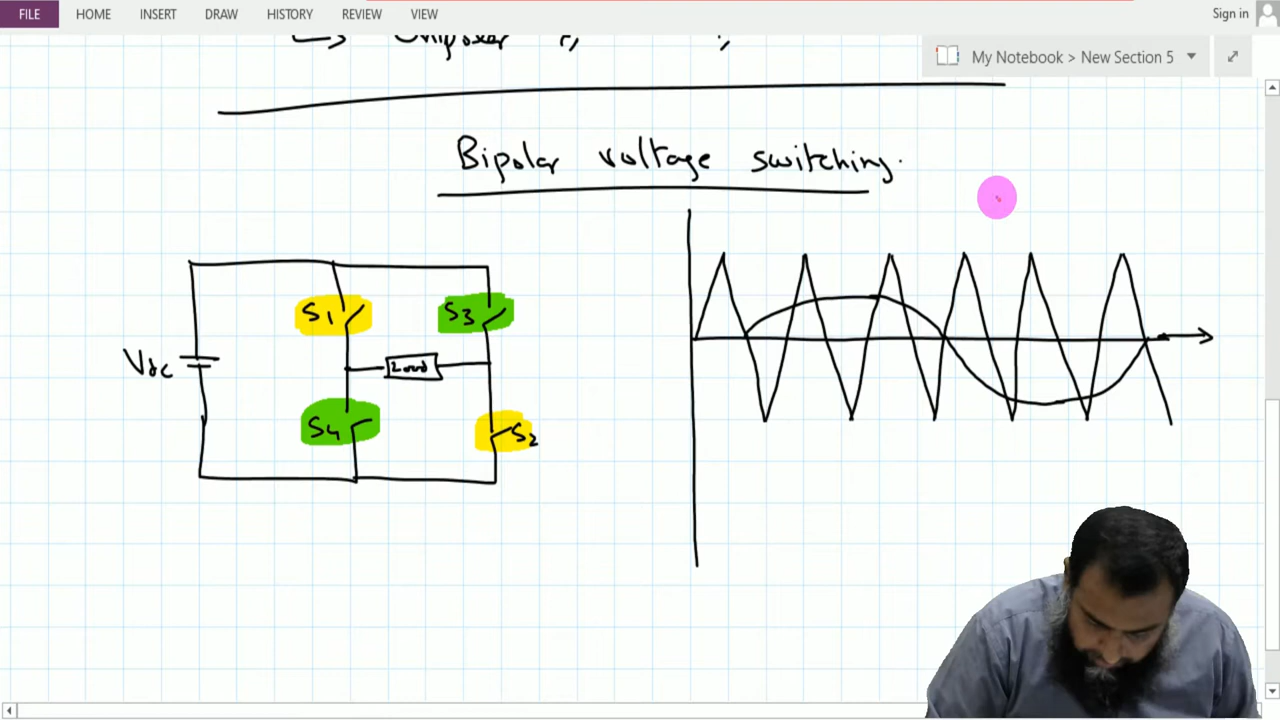 FILE HOME INSERT DRAW HISTORY REVIEW VIEW Sign in
My Notebook > New Section 5
Unipolar
Bipolar voltage switching.
S1 S3
Vdc Load
S4 S2